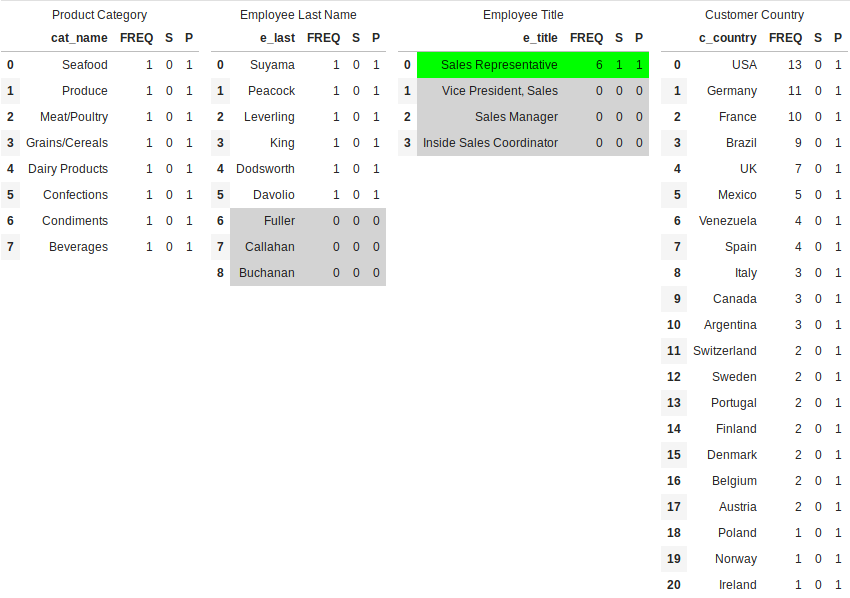 Product Category Employee Last Name Employee Title Customer Country
cat_name FREQ S P e_last FREQ S P e_title FREQ S P c_country FREQ S P
0 Seafood 1 0 1 0 Suyama 1 0 1 0 Sales Representative 6 1 1 0 USA 13 0 1
1 Produce 1 0 1 1 Peacock 1 0 1 1 Vice President, Sales 0 0 0 1 Germany 11 0 1
2 Meat/Poultry 1 0 1 2 Leverling 1 0 1 2 Sales Manager 0 0 0 2 France 10 0 1
3 Grains/Cereals 1 0 1 3 King 1 0 1 3 Inside Sales Coordinator 0 0 0 3 Brazil 9 0 1
4 Dairy Products 1 0 1 4 Dodsworth 1 0 1 4 UK 7 0 1
5 Confections 1 0 1 5 Davolio 1 0 1 5 Mexico 5 0 1
6 Condiments 1 0 1 6 Fuller 0 0 0 6 Venezuela 4 0 1
7 Beverages 1 0 1 7 Callahan 0 0 0 7 Spain 4 0 1
8 Buchanan 0 0 0 8 Italy 3 0 1
9 Canada 3 0 1
10 Argentina 3 0 1
11 Switzerland 2 0 1
12 Sweden 2 0 1
13 Portugal 2 0 1
14 Finland 2 0 1
15 Denmark 2 0 1
16 Belgium 2 0 1
17 Austria 2 0 1
18 Poland 1 0 1
19 Norway 1 0 1
20 Ireland 1 0 1